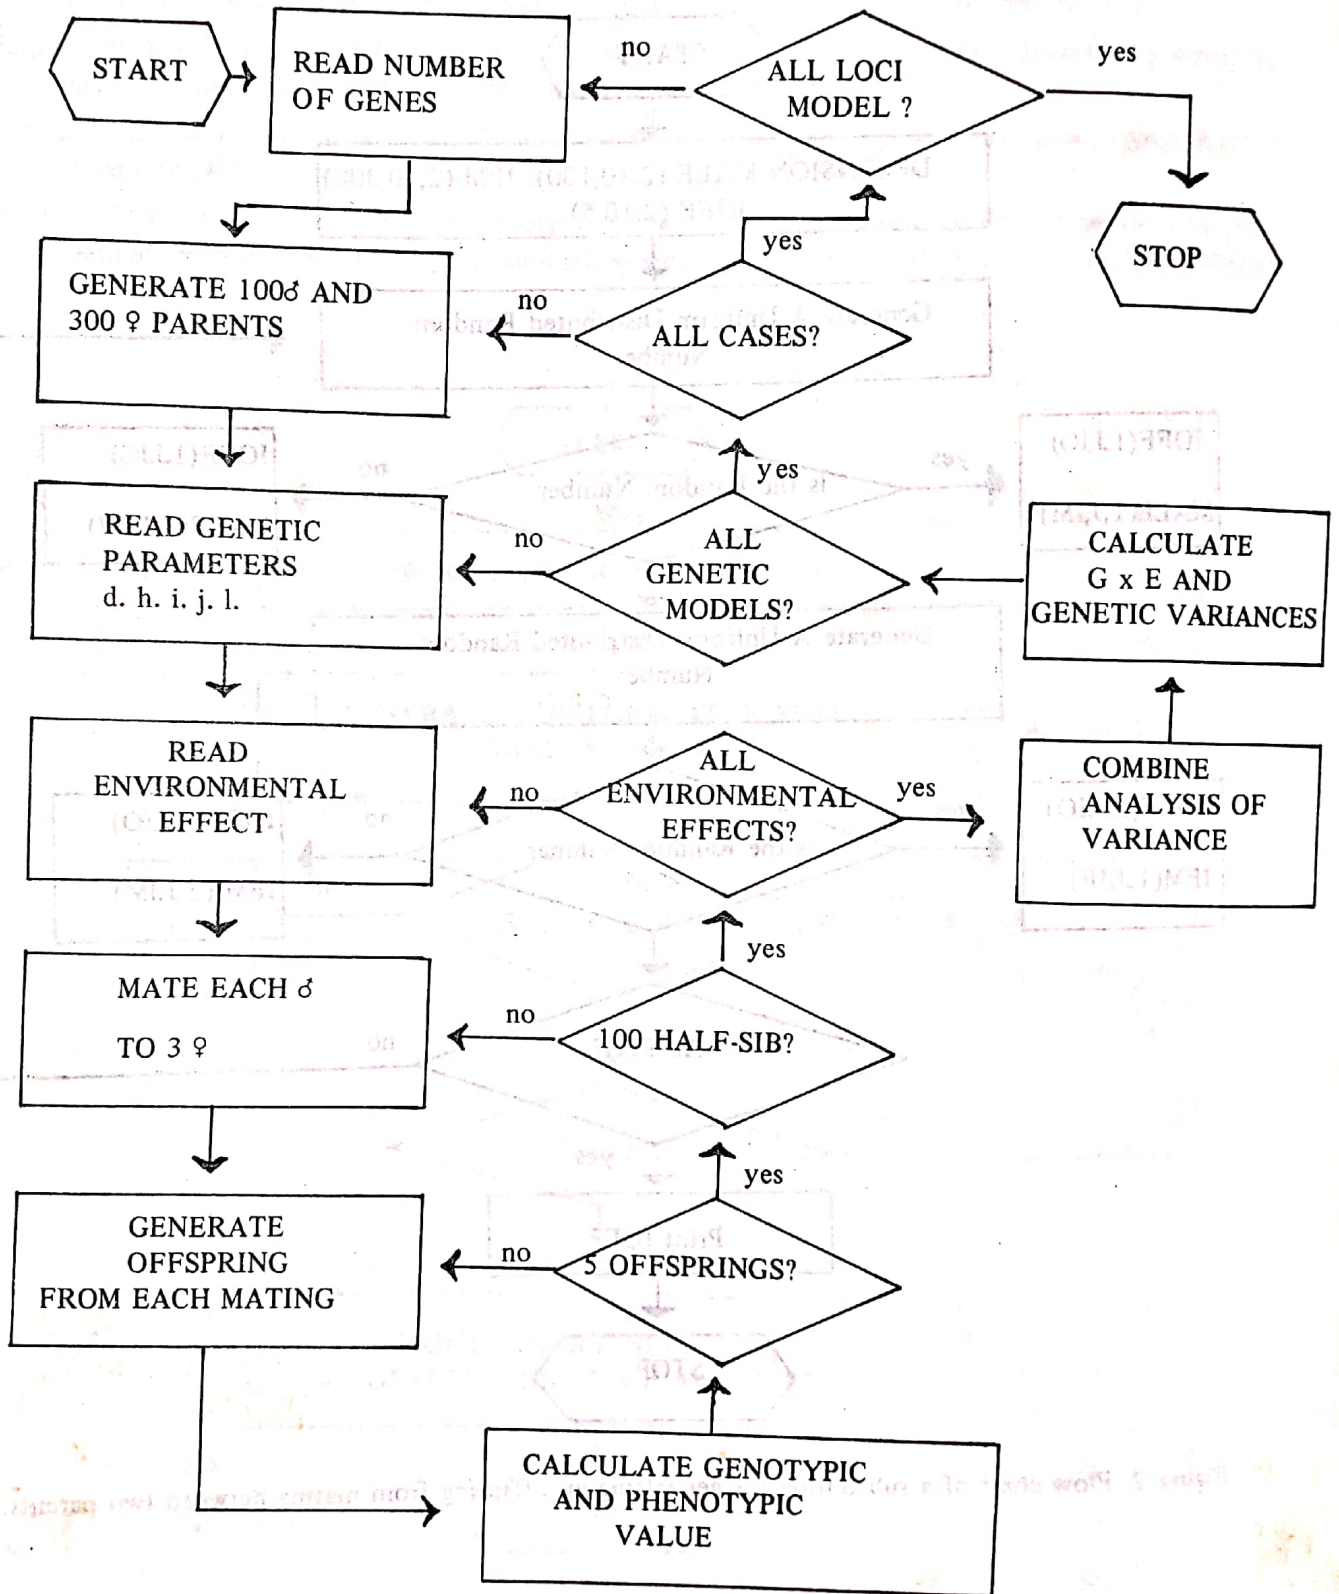 START
READ NUMBER
OF GENES
no
ALL LOCI
MODEL ?
yes
STOP
GENERATE 100♂ AND
300 ♀ PARENTS
no
ALL CASES?
yes
READ GENETIC
PARAMETERS
d. h. i. j. l.
no
ALL
GENETIC
MODELS?
yes
CALCULATE
G x E AND
GENETIC VARIANCES
READ
ENVIRONMENTAL
EFFECT
no
ALL
ENVIRONMENTAL
EFFECTS?
yes
COMBINE
ANALYSIS OF
VARIANCE
MATE EACH ♂
TO 3 ♀
no
100 HALF-SIB?
yes
GENERATE
OFFSPRING
FROM EACH MATING
no
5 OFFSPRINGS?
yes
CALCULATE GENOTYPIC
AND PHENOTYPIC
VALUE